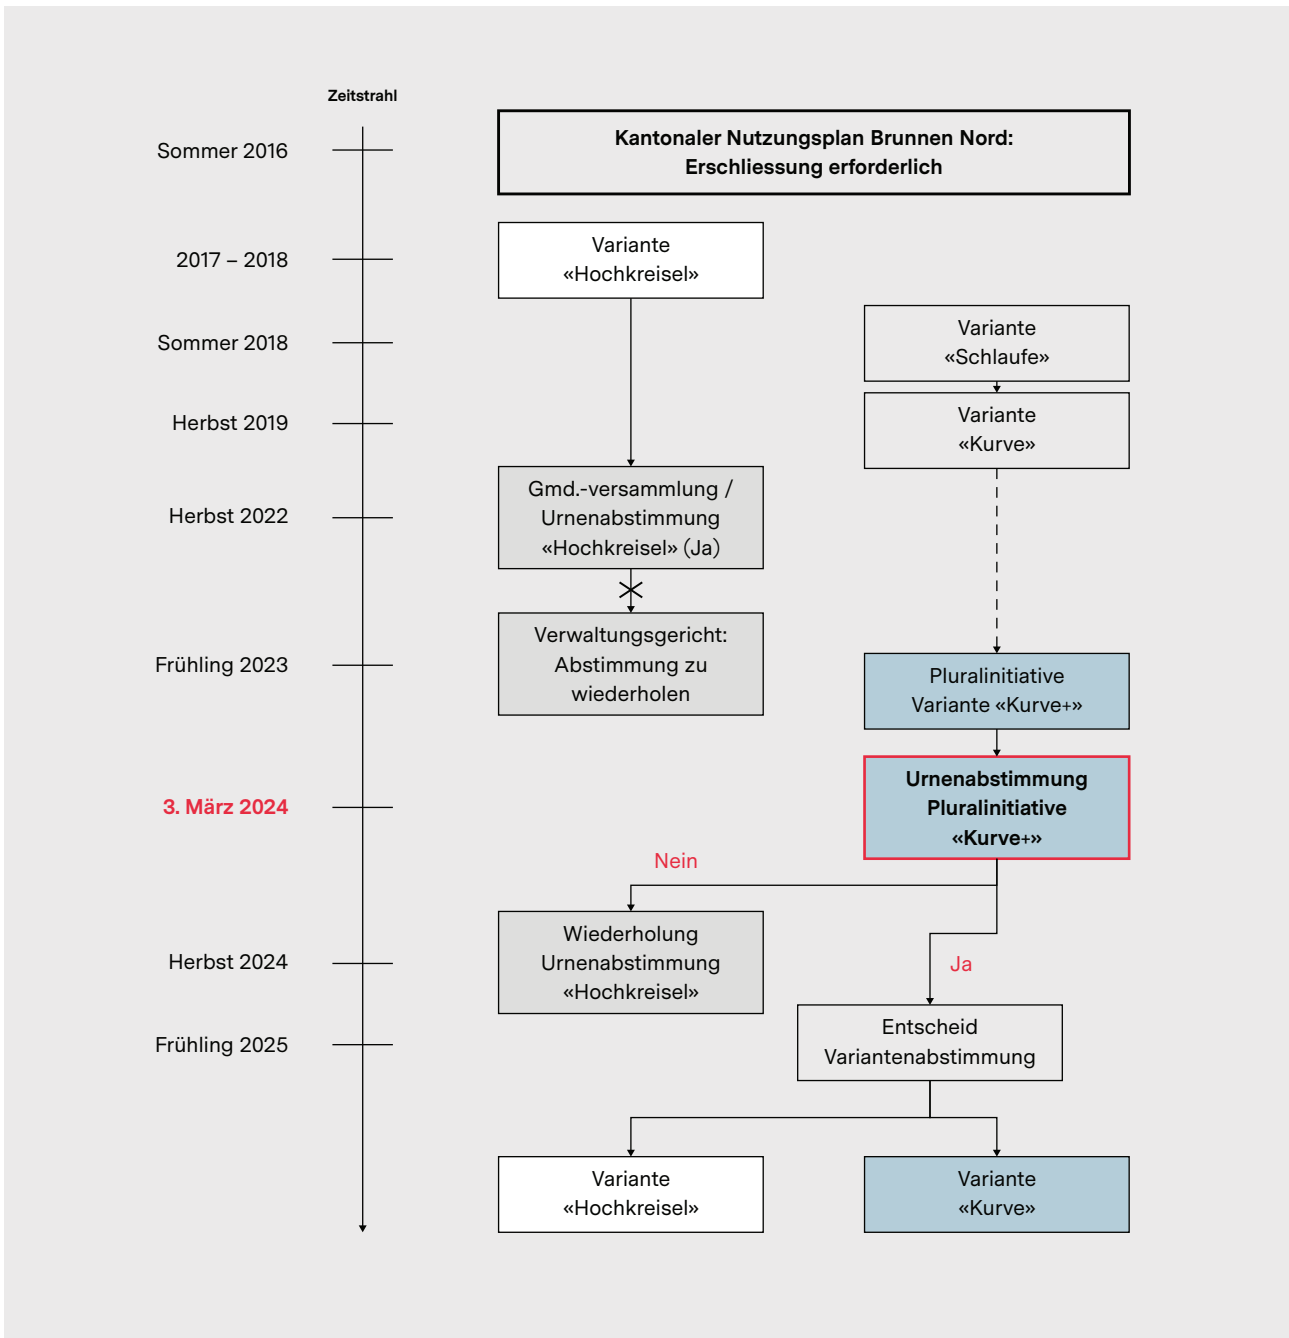 Zeitstrahl
Sommer 2016
Kantonaler Nutzungsplan Brunnen Nord:
Erschliessung erforderlich
2017 – 2018
Variante
«Hochkreisel»
Sommer 2018
Variante
«Schlaufe»
Herbst 2019
Variante
«Kurve»
Herbst 2022
Gmd.-versammlung /
Urnenabstimmung
«Hochkreisel» (Ja)
Frühling 2023
Verwaltungsgericht:
Abstimmung zu
wiederholen
Pluralinitiative
Variante «Kurve+»
3. März 2024
Urnenabstimmung
Pluralinitiative
«Kurve+»
Nein
Herbst 2024
Wiederholung
Urnenabstimmung
«Hochkreisel»
Ja
Frühling 2025
Entscheid
Variantenabstimmung
Variante
«Hochkreisel»
Variante
«Kurve»